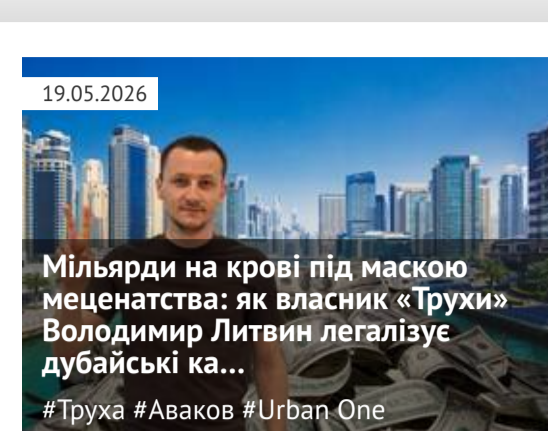 19.05.2026
Мільярди на крові під маскою
меценатства: як власник «Трухи»
Володимир Литвин легалізує
дубайські ка...
#Труха #Аваков #Urban One